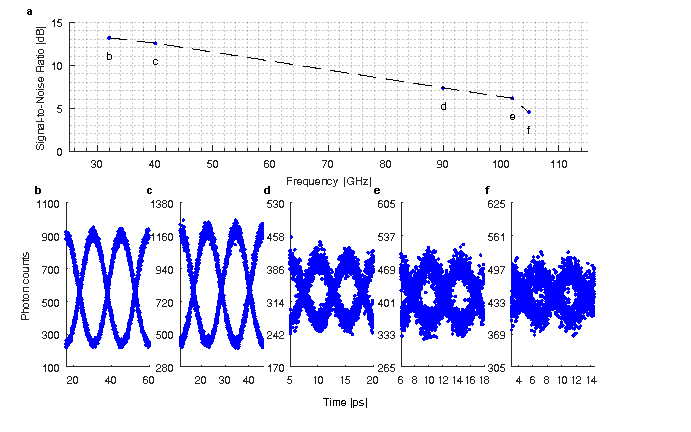 a
Signal-to-Noise Ratio |dB|
15
10
5
0
b
c
d
e
f
30 40 50 60 70 80 90 100 110
Frequency |GHz|
b c d e f
Photon counts
1100 900 700 500 300 100
20 40 60
1380 1160 940 720 500 280
20 30 40
530 458 386 314 242 170
5 10 15 20
605 537 469 401 333 265
6 8 10 12 14 16 18
625 561 497 433 369 305
4 6 8 10 12 14
Time |ps|